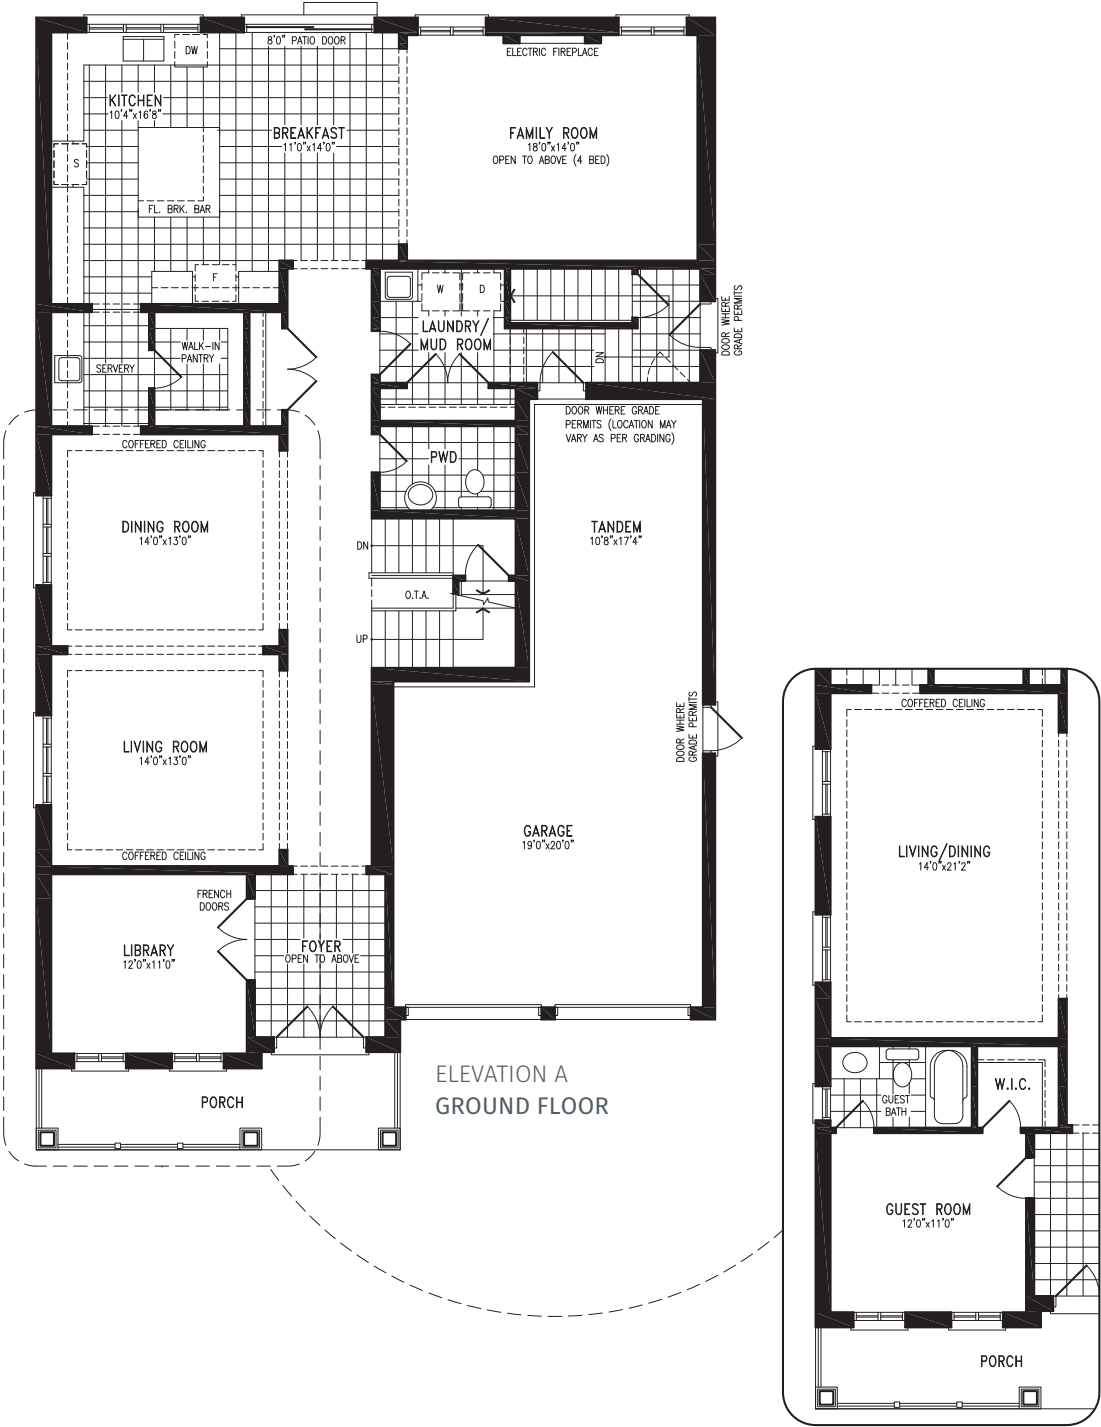 8'0" PATIO DOOR
DW
ELECTRIC FIREPLACE
KITCHEN
10'4"x16'8"
BREAKFAST
11'0"x14'0"
FAMILY ROOM
18'0"x14'0"
OPEN TO ABOVE (4 BED)
S
FL. BRK. BAR
F
W
D
LAUNDRY/
MUD ROOM
DN
DOOR WHERE
GRADE PERMITS
WALK-IN
PANTRY
SERVERY
DOOR WHERE GRADE
PERMITS (LOCATION MAY
VARY AS PER GRADING)
COFFERED CEILING
PWD
DINING ROOM
14'0"x13'0"
TANDEM
10'8"x17'4"
DN
O.T.A.
UP
LIVING ROOM
14'0"x13'0"
DOOR WHERE
GRADE PERMITS
COFFERED CEILING
GARAGE
19'0"x20'0"
FRENCH
DOORS
LIBRARY
12'0"x11'0"
FOYER
OPEN TO ABOVE
PORCH
ELEVATION A
GROUND FLOOR
COFFERED CEILING
LIVING/DINING
14'0"x21'2"
GUEST
BATH
W.I.C.
GUEST ROOM
12'0"x11'0"
PORCH